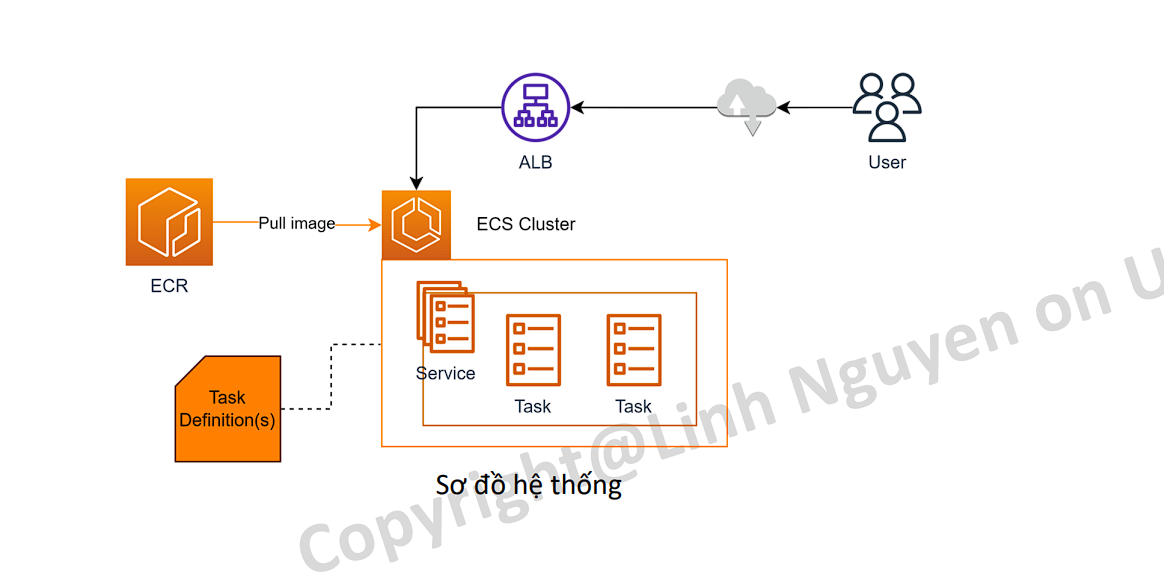 ALB
User
Pull image
ECS Cluster
ECR
Service
Task
Definition(s)
Task
Task
Sơ đồ hệ thống
Copyright@Linh Nguyen on U